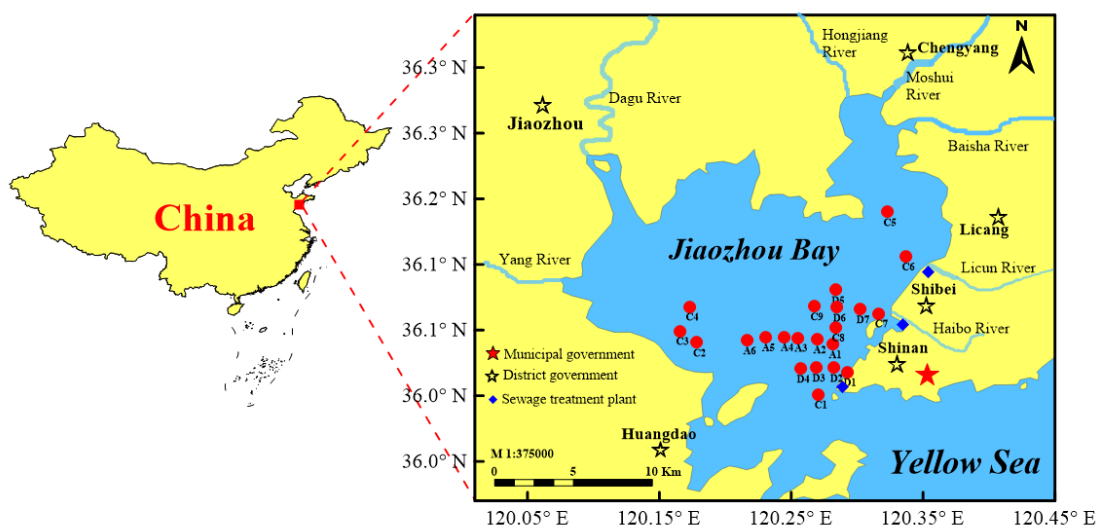 China
36.3° N
36.3° N
36.2° N
36.1° N
36.1° N
36.0° N
36.0° N
120.05° E
120.15° E
120.25° E
120.35° E
120.45° E
N
Hongjiang
River
Chengyang
Moshui
River
Dagu River
Jiaozhou
Baisha River
C5
Licang
Jiaozhou Bay
C6
Yang River
Licun River
Shibei
D5
C4
C9
D6
D7
C7
Haibo River
C3
C2
C8
A6
A5
A4
A3
A2
A1
Shinan
D4
D3
D2
D1
C1
Municipal government
District government
Sewage treatment plant
Huangdao
M 1:375000
0
5
10 Km
Yellow Sea